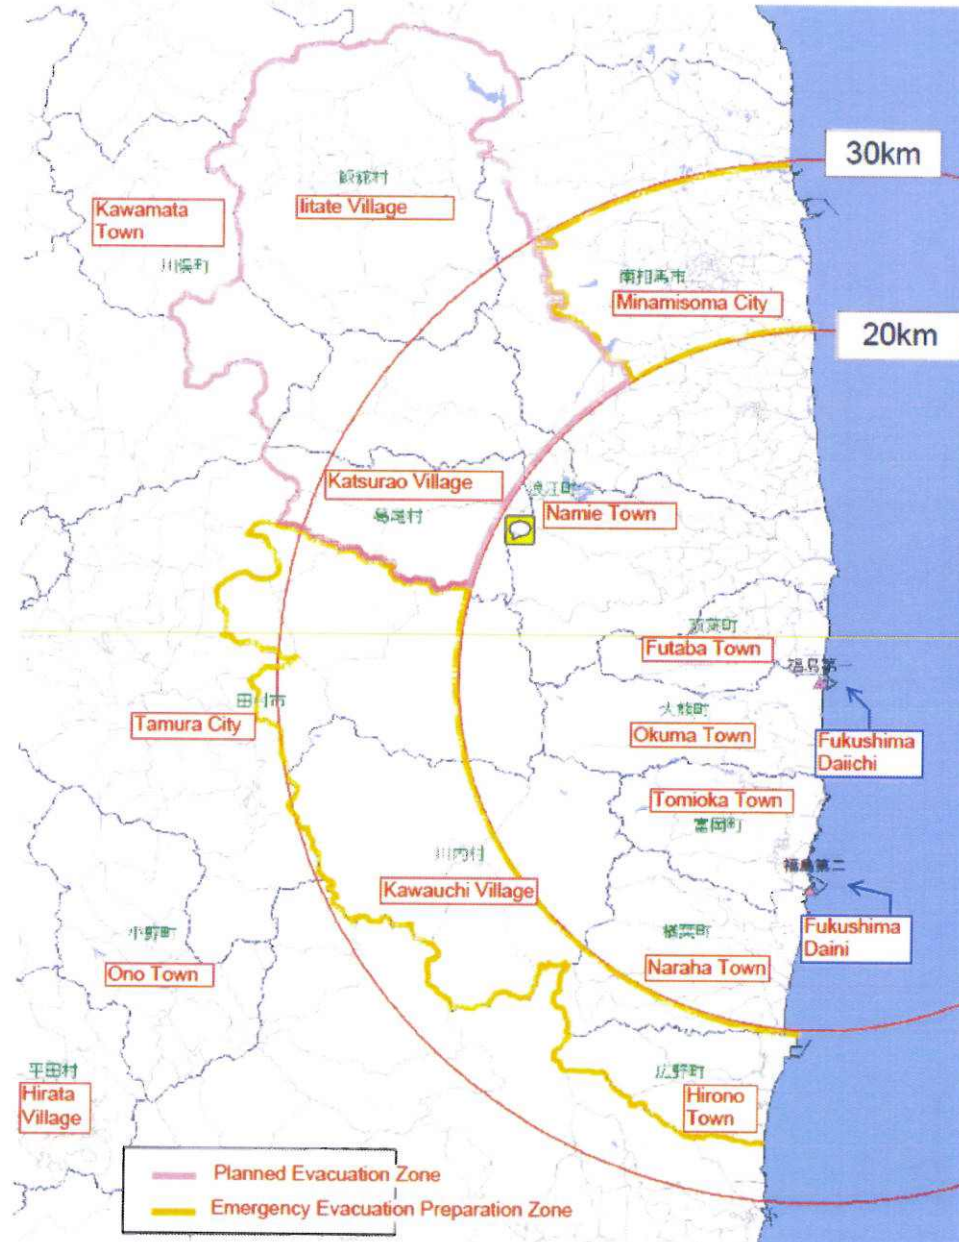 30km
飯舘村
Iitate Village
Kawamata
Town
川俣町
南相馬市
Minamisoma City
20km
Katsurao Village
葛尾村
浪江町
Namie Town
双葉町
Futaba Town
福島第一
田村市
Tamura City
大熊町
Okuma Town
Fukushima
Daiichi
Tomioka Town
富岡町
川内村
Kawauchi Village
福島第二
小野町
Ono Town
楢葉町
Naraha Town
Fukushima
Daini
平田村
Hirata
Village
広野町
Hirono
Town
Planned Evacuation Zone
Emergency Evacuation Preparation Zone